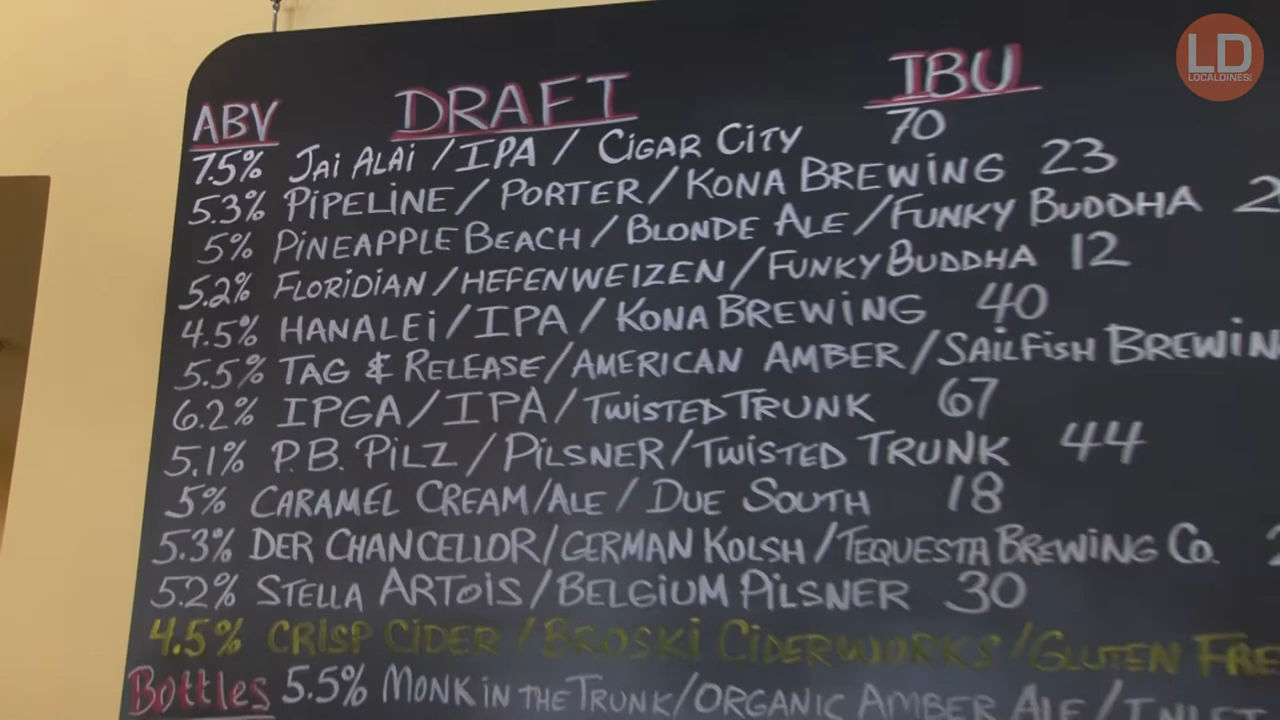 LD
LOCALDINES!
ABV DRAFT IBU
7.5% JAI ALAI / IPA / CIGAR CITY 70
5.3% PIPELINE / PORTER / KONA BREWING 23
5% PINEAPPLE BEACH / BLONDE ALE / FUNKY BUDDHA
5.2% FLORIDIAN / HEFENWEIZEN / FUNKY BUDDHA 12
4.5% HANALEI / IPA / KONA BREWING 40
5.5% TAG & RELEASE / AMERICAN AMBER / SAILFISH BREWIN
6.2% IPGA / IPA / TWISTED TRUNK 67
5.1% P.B. PILZ / PILSNER / TWISTED TRUNK 44
5% CARAMEL CREAM / ALE / DUE SOUTH 18
5.3% DER CHANCELLOR / GERMAN KOLSH / TEQUESTA BREWING CO.
5.2% STELLA ARTOIS / BELGIUM PILSNER 30
4.5% CRISP CIDER / BROSKI CIDERWORKS / GLUTEN FRE
Bottles 5.5% MONK IN THE TRUNK / ORGANIC AMBER ALE / INLET